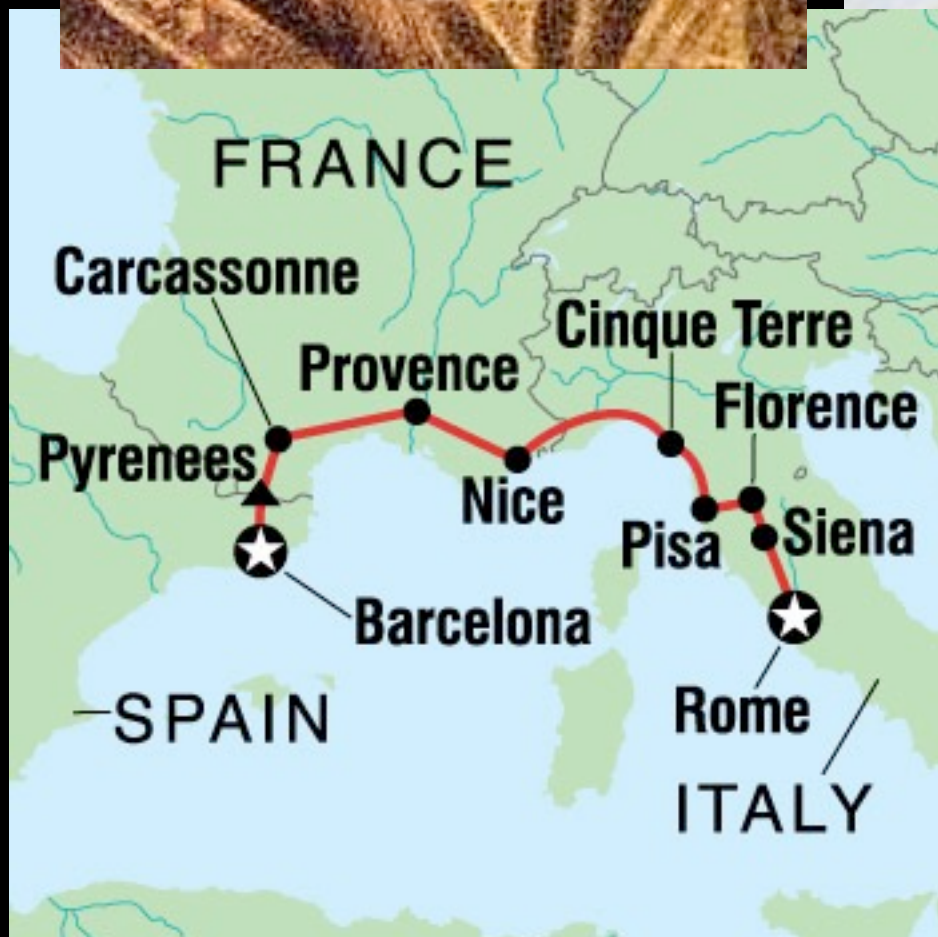 FRANCE
Carcassonne
Cinque Terre
Provence
Florence
Pyrenees
Nice
Pisa
Siena
Barcelona
Rome
SPAIN
ITALY